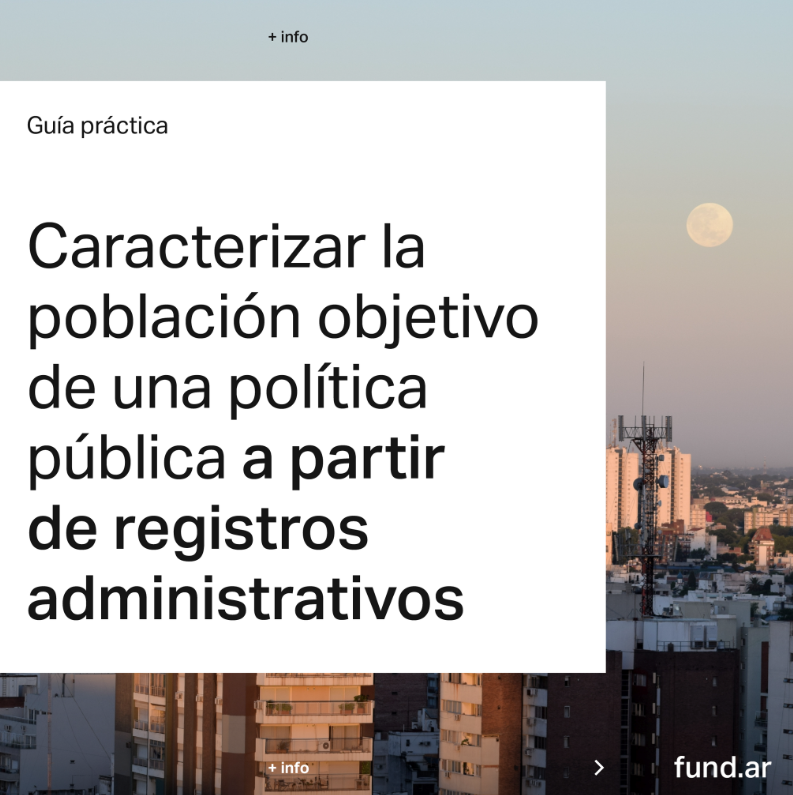 + info
Guía práctica
Caracterizar la
población objetivo
de una política
pública a partir
de registros
administrativos
+ info
fund.ar